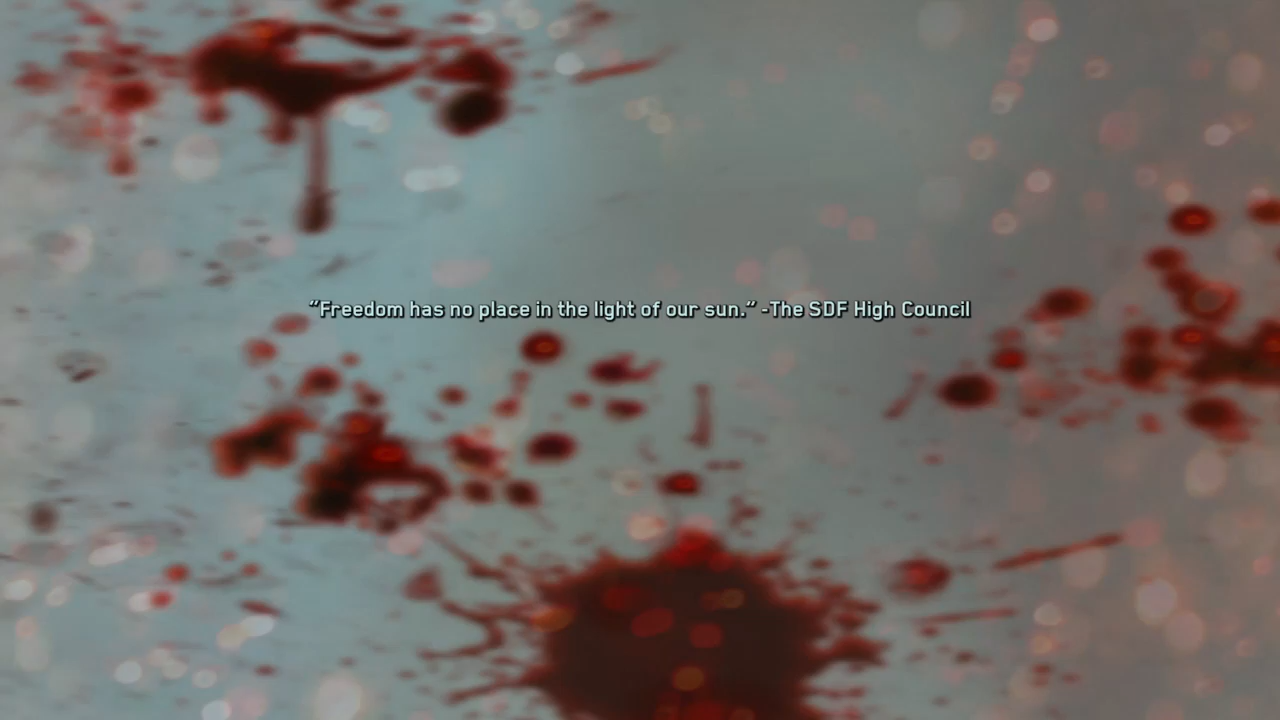 “Freedom has no place in the light of our sun.” -The SDF High Council